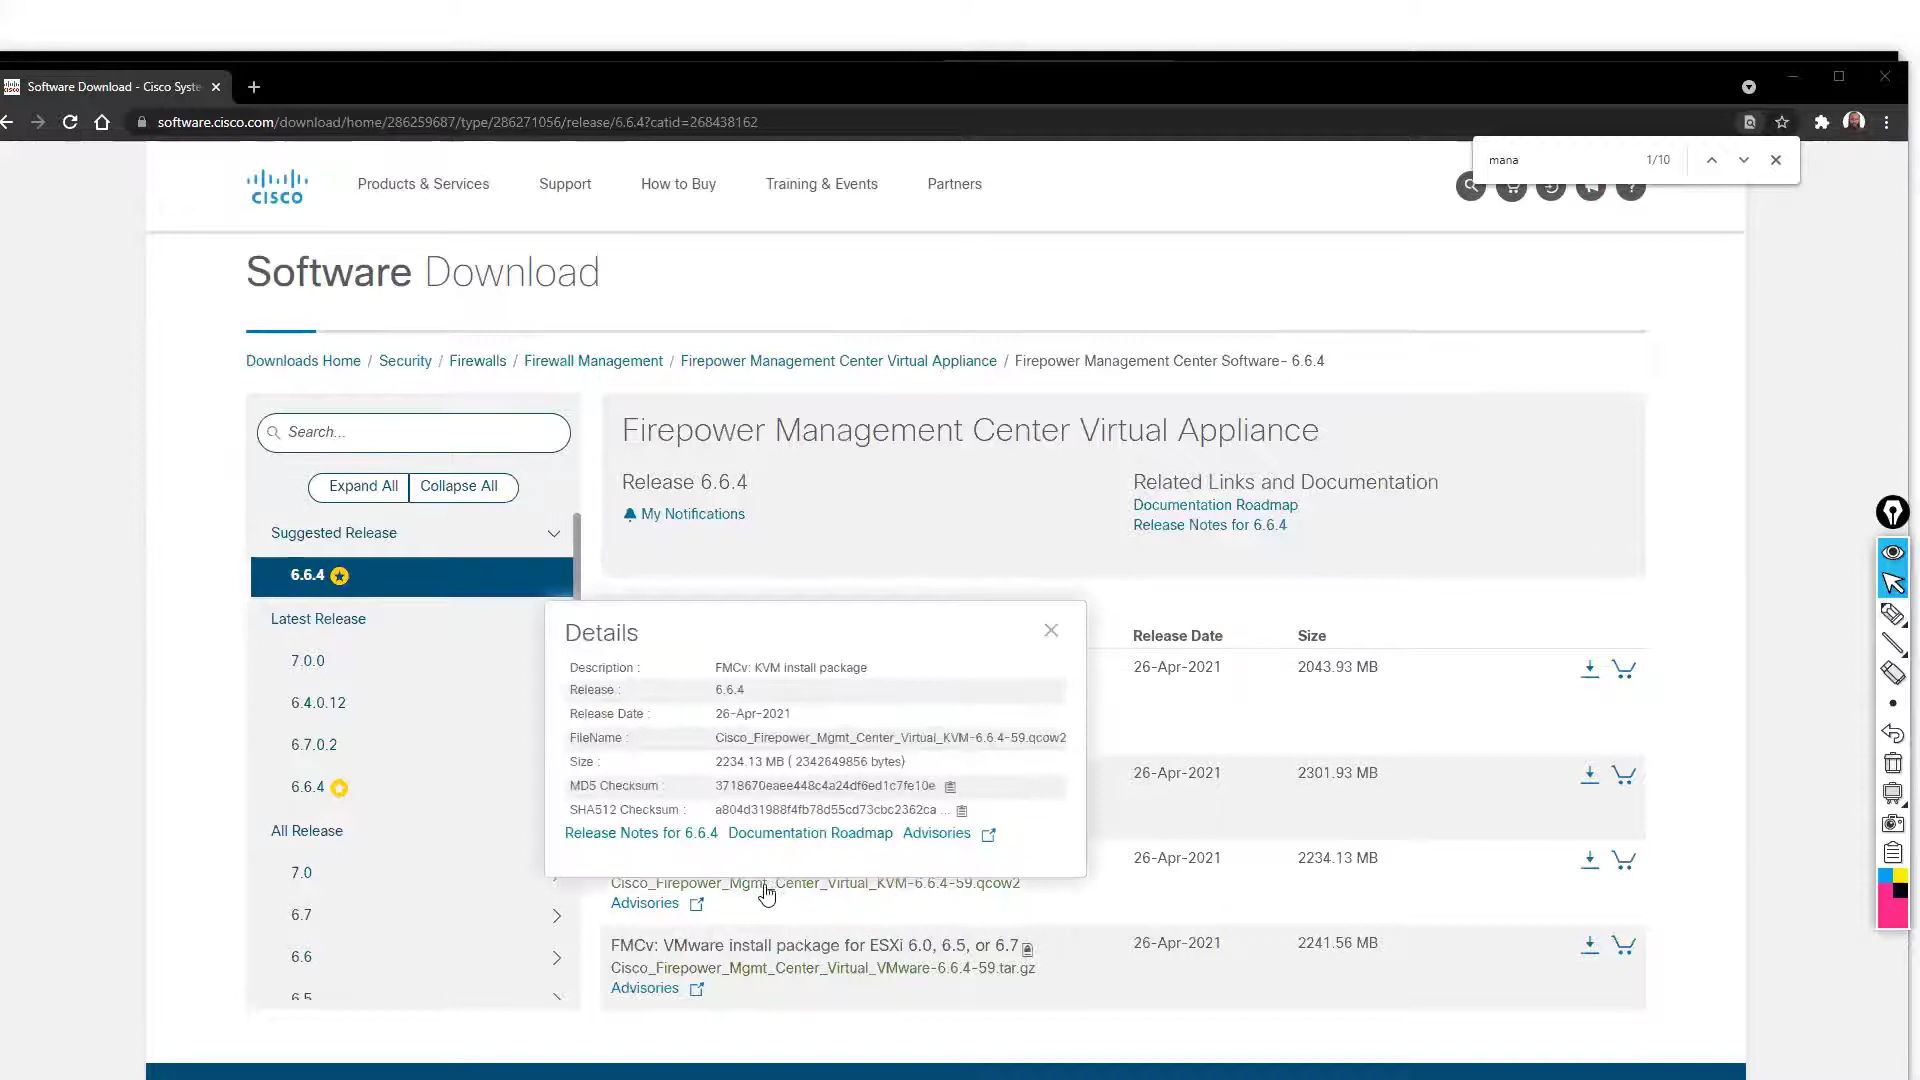 Software Download - Cisco Syste
software.cisco.com/download/home/286259687/type/286271056/release/6.6.4?catid=268438162
mana 1/10
CISCO
Products & Services Support How to Buy Training & Events Partners
Software Download
Downloads Home / Security / Firewalls / Firewall Management / Firepower Management Center Virtual Appliance / Firepower Management Center Software- 6.6.4
Search...
Expand All Collapse All
Suggested Release
6.6.4
Latest Release
7.0.0
6.4.0.12
6.7.0.2
6.6.4
All Release
7.0
6.7
6.6
6.5
Firepower Management Center Virtual Appliance
Release 6.6.4
My Notifications
Related Links and Documentation
Documentation Roadmap
Release Notes for 6.6.4
Release Date Size
26-Apr-2021 2043.93 MB
26-Apr-2021 2301.93 MB
26-Apr-2021 2234.13 MB
Details
Description : FMCv: KVM install package
Release : 6.6.4
Release Date : 26-Apr-2021
FileName : Cisco_Firepower_Mgmt_Center_Virtual_KVM-6.6.4-59.qcow2
Size : 2234.13 MB ( 2342649856 bytes)
MD5 Checksum : 3718670eaee448c4a24df6ed1c7fe10e
SHA512 Checksum : a804d31988f4fb78d55cd73cbc2362ca ...
Release Notes for 6.6.4 Documentation Roadmap Advisories
Cisco_Firepower_Mgmt_Center_Virtual_KVM-6.6.4-59.qcow2
Advisories
FMCv: VMware install package for ESXi 6.0, 6.5, or 6.7 26-Apr-2021 2241.56 MB
Cisco_Firepower_Mgmt_Center_Virtual_VMware-6.6.4-59.tar.gz
Advisories